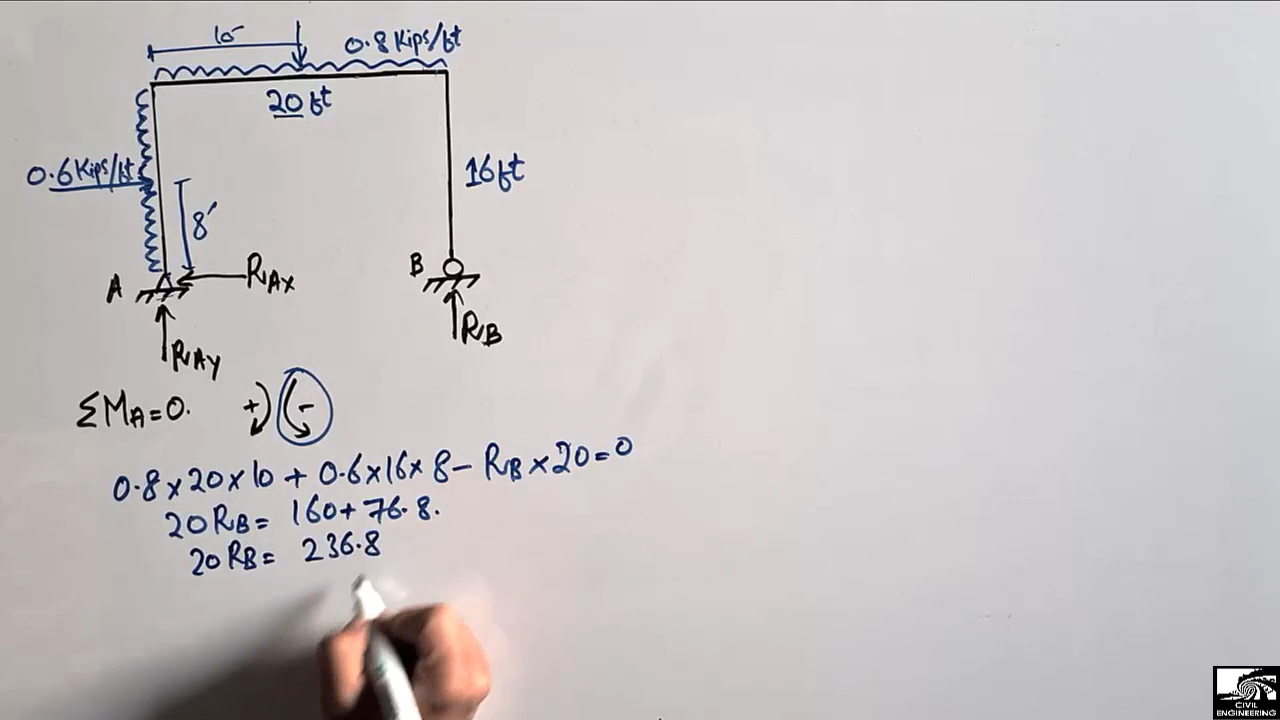 10
0.8 Kips/ft
20 ft
0.6 Kips/ft
16 ft
8'
A
RAX
B
RB
RAY
ΣMA=0.
+
-
0.8×20×10 + 0.6×16×8 - RB×20=0
20RB= 160+76.8.
20RB= 236.8
CIVIL
ENGINEERING